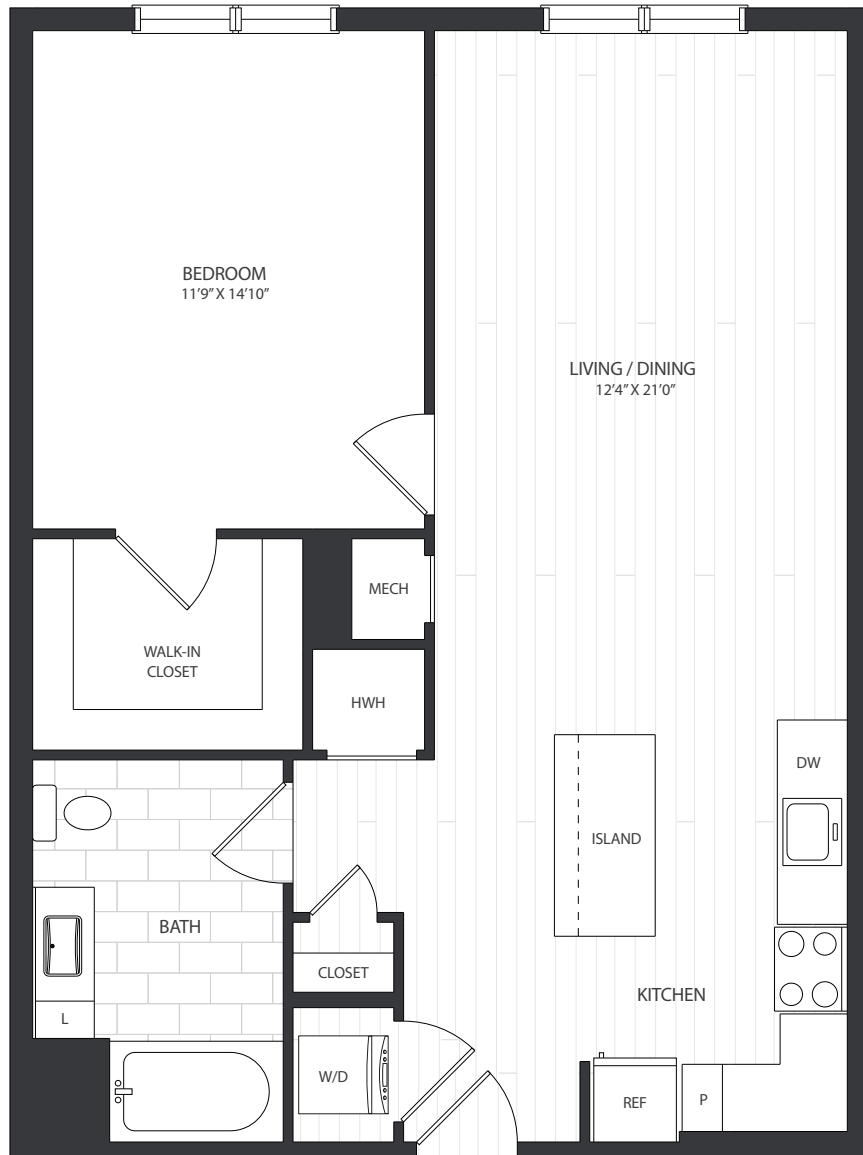 BEDROOM
11’9” X 14’10”
LIVING / DINING
12’4” X 21’0”
MECH
WALK-IN
CLOSET
HWH
DW
ISLAND
BATH
CLOSET
KITCHEN
L
W/D
REF
P